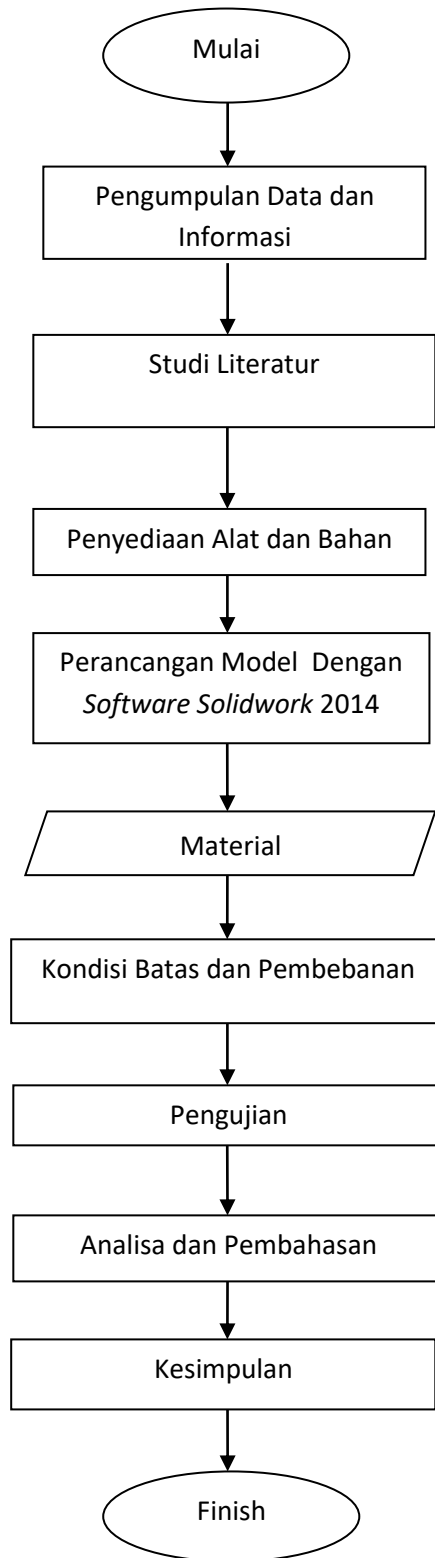 Mulai
Pengumpulan Data dan
Informasi
Studi Literatur
Penyediaan Alat dan Bahan
Perancangan Model Dengan
Software Solidwork 2014
Material
Kondisi Batas dan Pembebanan
Pengujian
Analisa dan Pembahasan
Kesimpulan
Finish